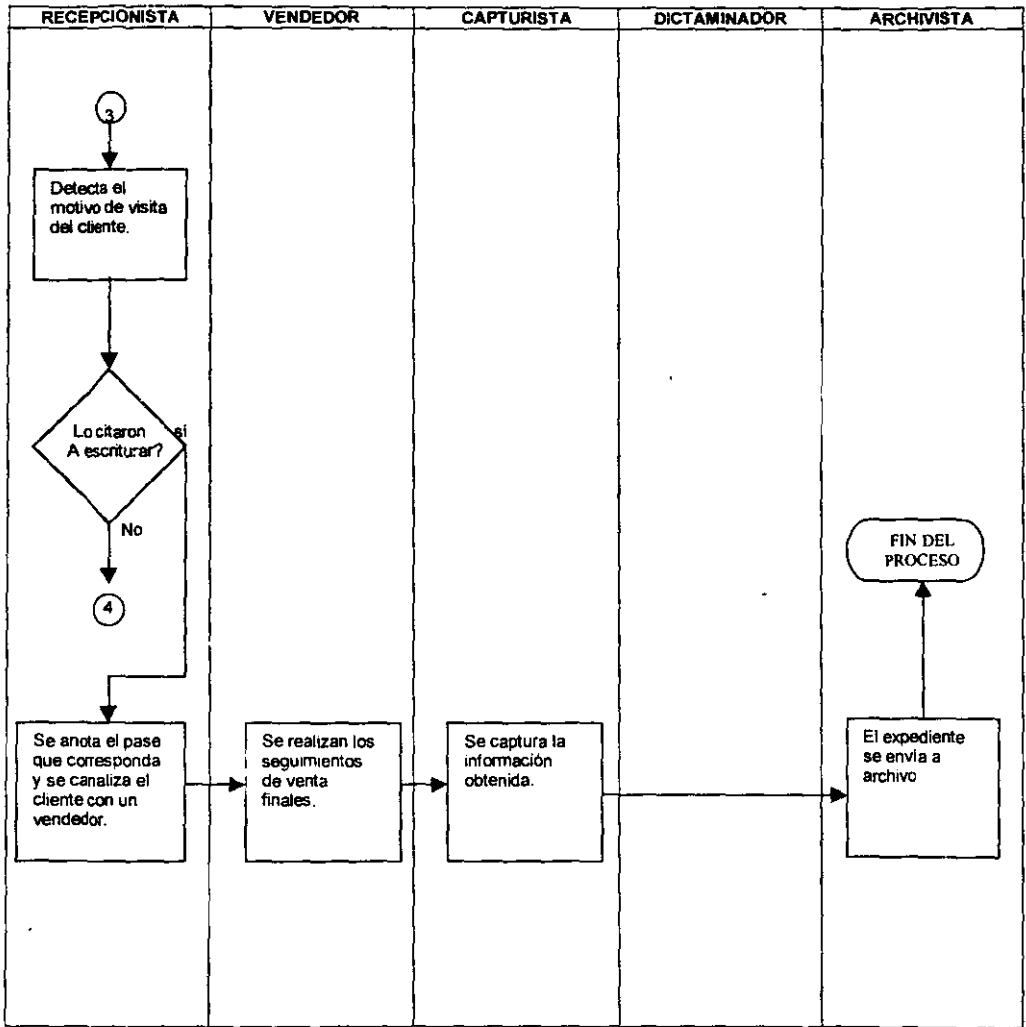 RECEPCIONISTA
VENDEDOR
CAPTURISTA
DICTAMINADOR
ARCHIVISTA
3
Detecta el
motivo de visita
del cliente.
Lo citaron
A escriturar?
sí
No
4
Se anota el pase
que corresponda
y se canaliza el
cliente con un
vendedor.
Se realizan los
seguimientos
de venta
finales.
Se captura la
información
obtenida.
El expediente
se envía a
archivo
FIN DEL
PROCESO